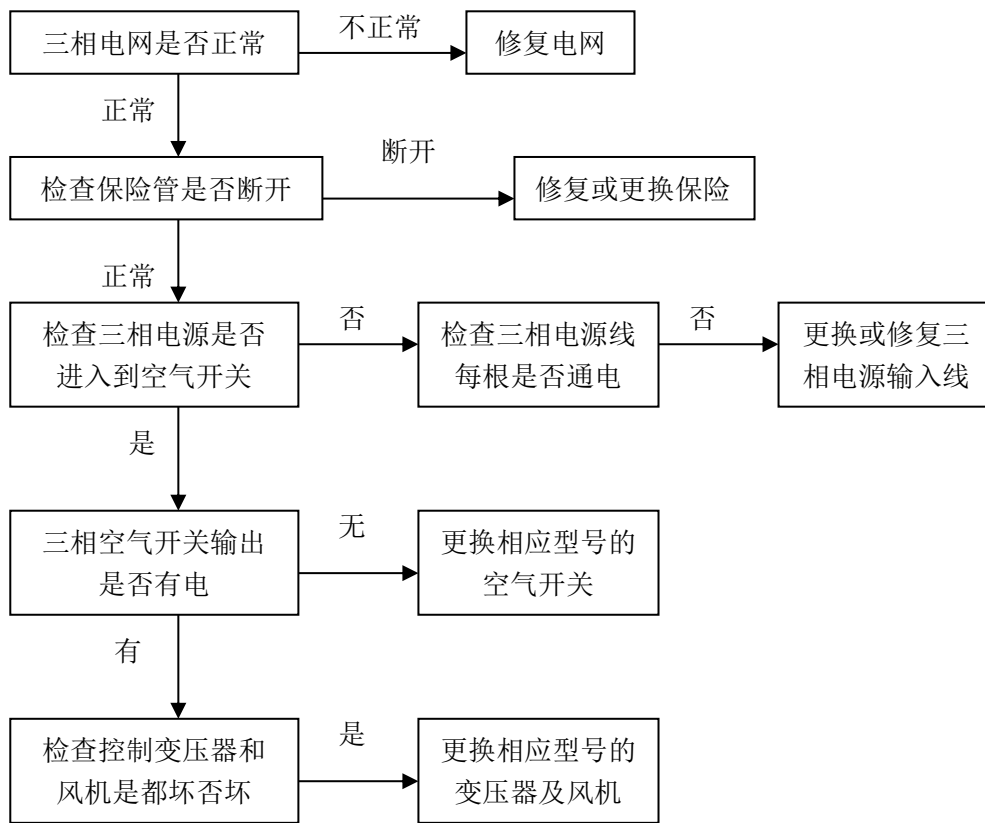 三相电网是否正常
不正常
修复电网
正常
检查保险管是否断开
断开
修复或更换保险
正常
检查三相电源是否
进入到空气开关
否
检查三相电源线
每根是否通电
否
更换或修复三
相电源输入线
是
三相空气开关输出
是否有电
无
更换相应型号的
空气开关
有
检查控制变压器和
风机是都坏否坏
是
更换相应型号的
变压器及风机